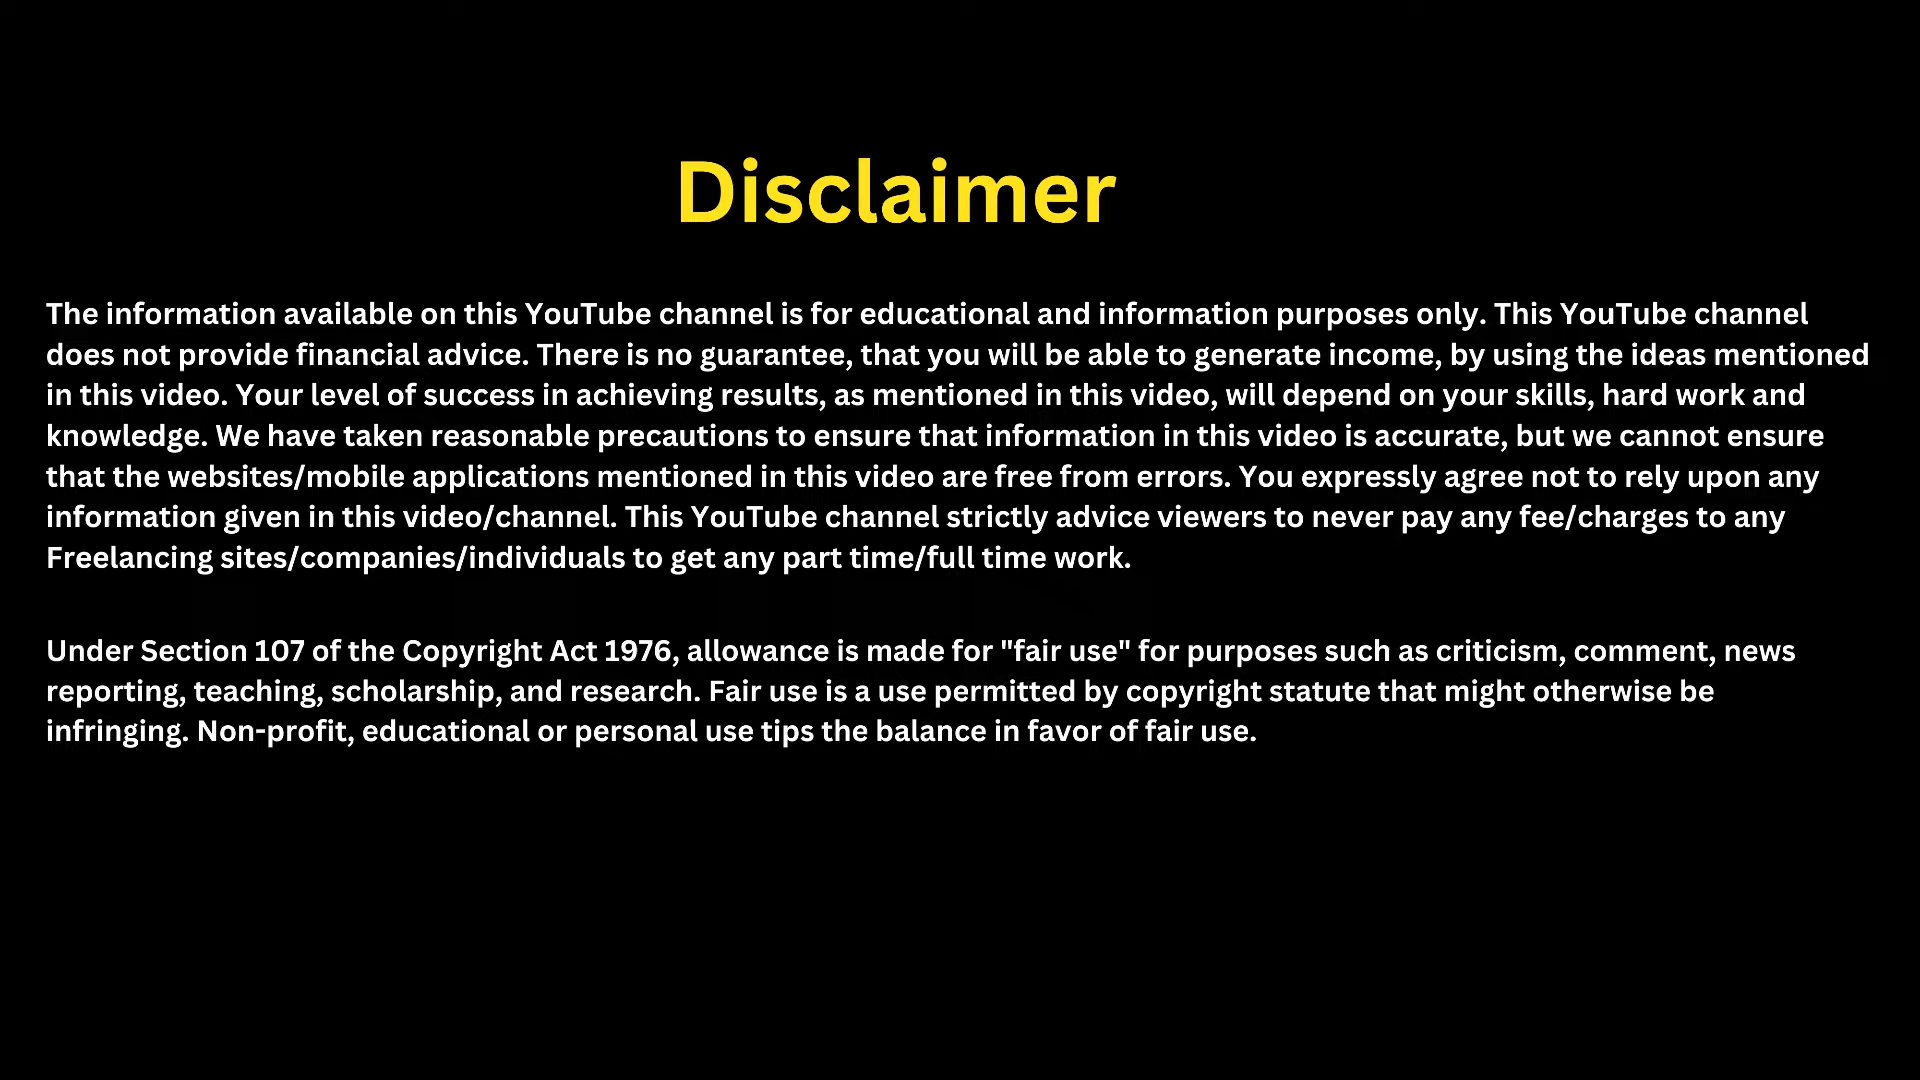 Disclaimer
The information available on this YouTube channel is for educational and information purposes only. This YouTube channel
does not provide financial advice. There is no guarantee, that you will be able to generate income, by using the ideas mentioned
in this video. Your level of success in achieving results, as mentioned in this video, will depend on your skills, hard work and
knowledge. We have taken reasonable precautions to ensure that information in this video is accurate, but we cannot ensure
that the websites/mobile applications mentioned in this video are free from errors. You expressly agree not to rely upon any
information given in this video/channel. This YouTube channel strictly advice viewers to never pay any fee/charges to any
Freelancing sites/companies/individuals to get any part time/full time work.
Under Section 107 of the Copyright Act 1976, allowance is made for "fair use" for purposes such as criticism, comment, news
reporting, teaching, scholarship, and research. Fair use is a use permitted by copyright statute that might otherwise be
infringing. Non-profit, educational or personal use tips the balance in favor of fair use.